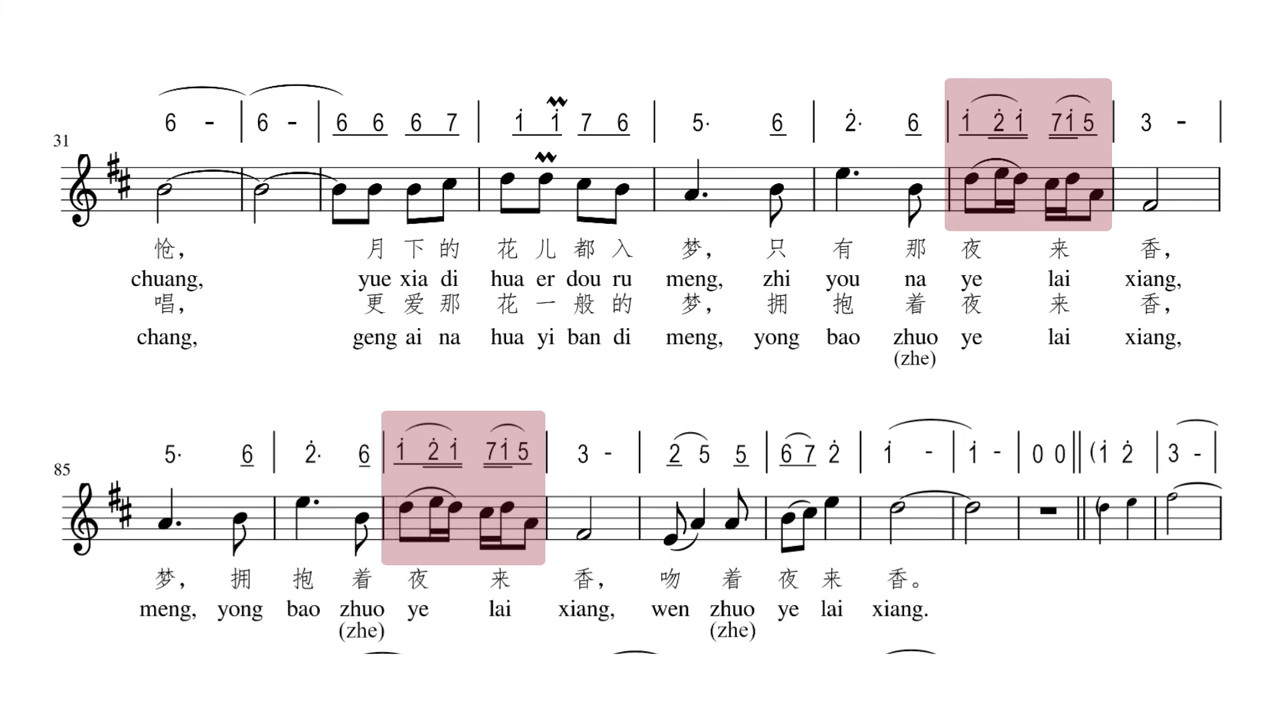 6 - 6 - 6 6 6 7 1̇ 1̇ 7 6 5· 6 2̇· 6 1̇ 2̇ 1̇ 7 1̇ 5 3 -
31
怆, 月 下 的 花 儿 都 入 梦, 只 有 那 夜 来 香,
chuang, yue xia di hua er dou ru meng, zhi you na ye lai xiang,
唱, 更 爱 那 花 一 般 的 梦, 拥 抱 着 夜 来 香,
chang, geng ai na hua yi ban di meng, yong bao zhuo ye lai xiang,
(zhe)
5· 6 2̇· 6 1̇ 2̇ 1̇ 7 1̇ 5 3 - 2 5 5 6 7 2̇ 1̇ - 1̇ - 0 0 (1̇ 2̇ 3̇ -
85
梦, 拥 抱 着 夜 来 香, 吻 着 夜 来 香。
meng, yong bao zhuo ye lai xiang, wen zhuo ye lai xiang.
(zhe) (zhe)